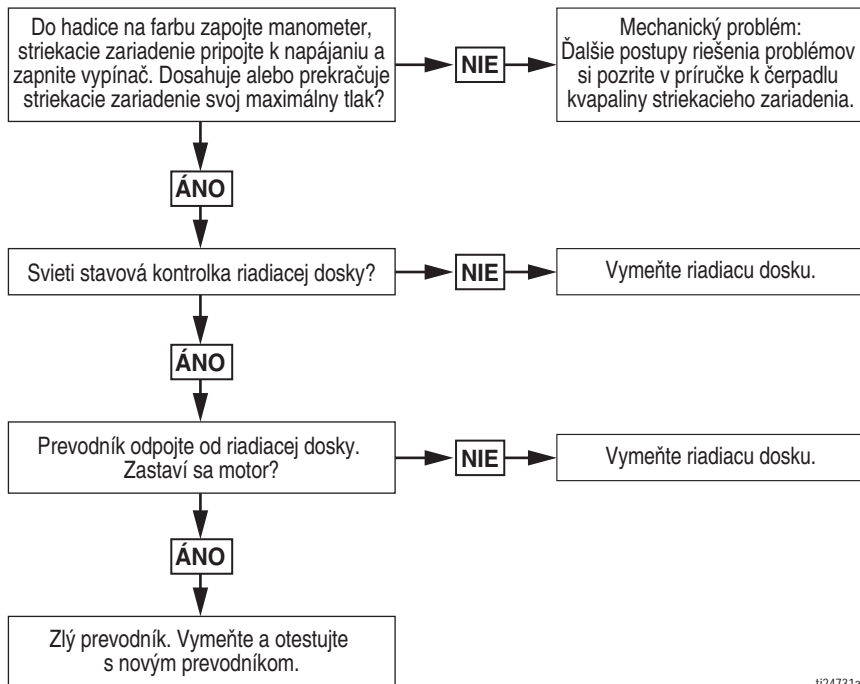 Do hadice na farbu zapojte manometer,
striekacie zariadenie pripojte k napájaniu a
zapnite vypínač. Dosahuje alebo prekračuje
striekacie zariadenie svoj maximálny tlak?
NIE
Mechanický problém:
Ďalšie postupy riešenia problémov
si pozrite v príručke k čerpadlu
kvapaliny striekacieho zariadenia.
ÁNO
Svieti stavová kontrolka riadiacej dosky?
NIE
Vymeňte riadiacu dosku.
ÁNO
Prevodník odpojte od riadiacej dosky.
Zastaví sa motor?
NIE
Vymeňte riadiacu dosku.
ÁNO
Zlý prevodník. Vymeňte a otestujte
s novým prevodníkom.
ti24731a